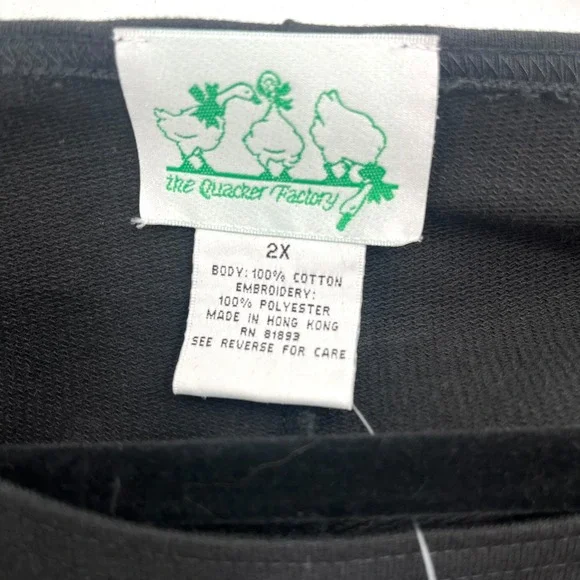 the Quacker Factory
2X
BODY: 100% COTTON
EMBROIDERY:
100% POLYESTER
MADE IN HONG KONG
RN 81893
SEE REVERSE FOR CARE